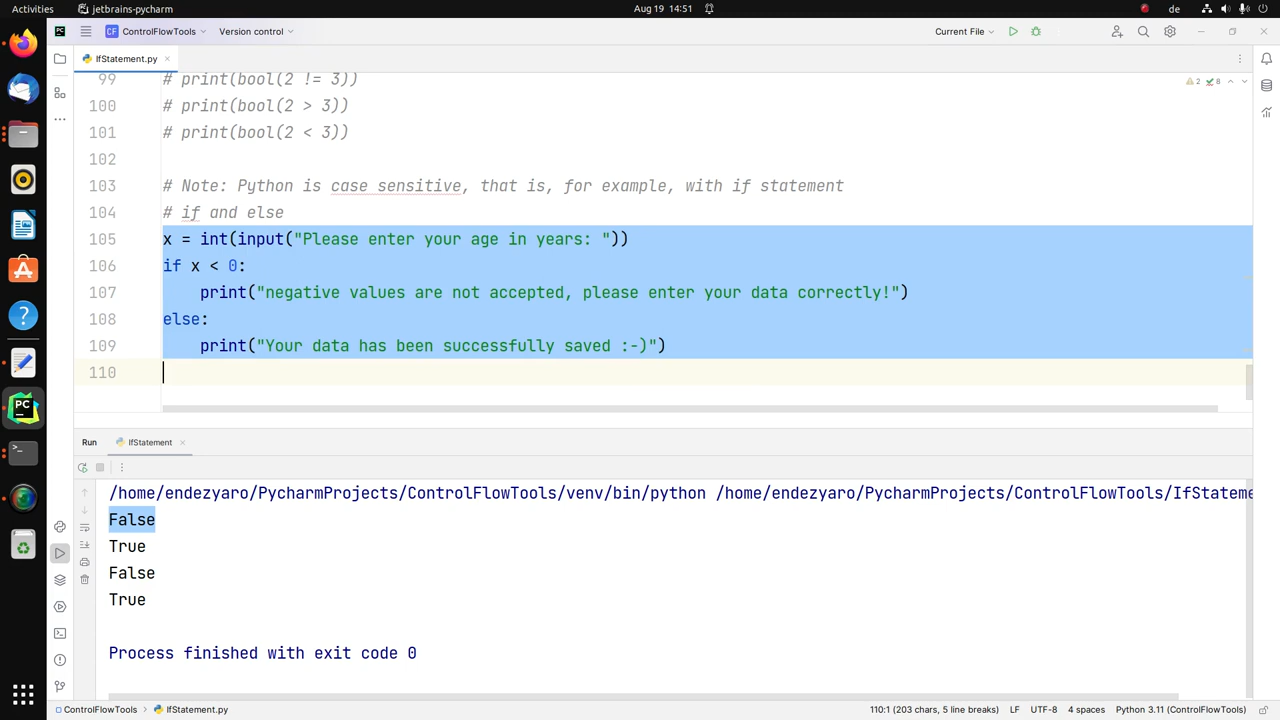 Activities jetbrains-pycharm Aug 19 14:51 de
CF ControlFlowTools Version control Current File
IfStatement.py
99 # print(bool(2 != 3))
2 8
100 # print(bool(2 > 3))
101 # print(bool(2 < 3))
102
103 # Note: Python is case sensitive, that is, for example, with if statement
104 # if and else
105 x = int(input("Please enter your age in years: "))
106 if x < 0:
107 print("negative values are not accepted, please enter your data correctly!")
108 else:
109 print("Your data has been successfully saved :-)")
110
Run IfStatement
/home/endezyaro/PycharmProjects/ControlFlowTools/venv/bin/python /home/endezyaro/PycharmProjects/ControlFlowTools/IfStateme
False
True
False
True
Process finished with exit code 0
ControlFlowTools IfStatement.py 110:1 (203 chars, 5 line breaks) LF UTF-8 4 spaces Python 3.11 (ControlFlowTools)